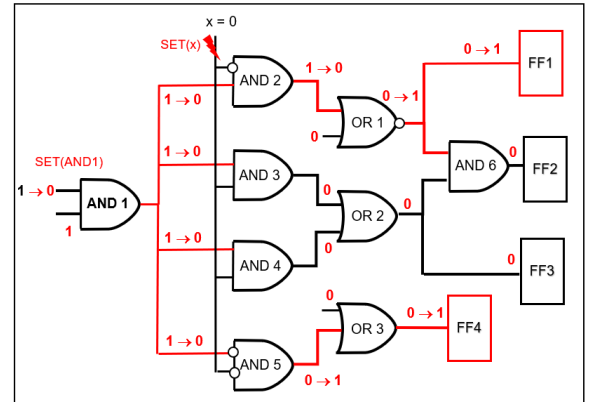 x = 0
SET(x)
1 → 0
0 → 1
FF1
AND 2
1 → 0
0 → 1
OR 1
0
1 → 0
AND 6
0
FF2
SET(AND1)
AND 3
0
1 → 0
AND 1
1
0
OR 2
0
1 → 0
AND 4
0
0
FF3
0
1 → 0
OR 3
0 → 1
FF4
AND 5
0 → 1